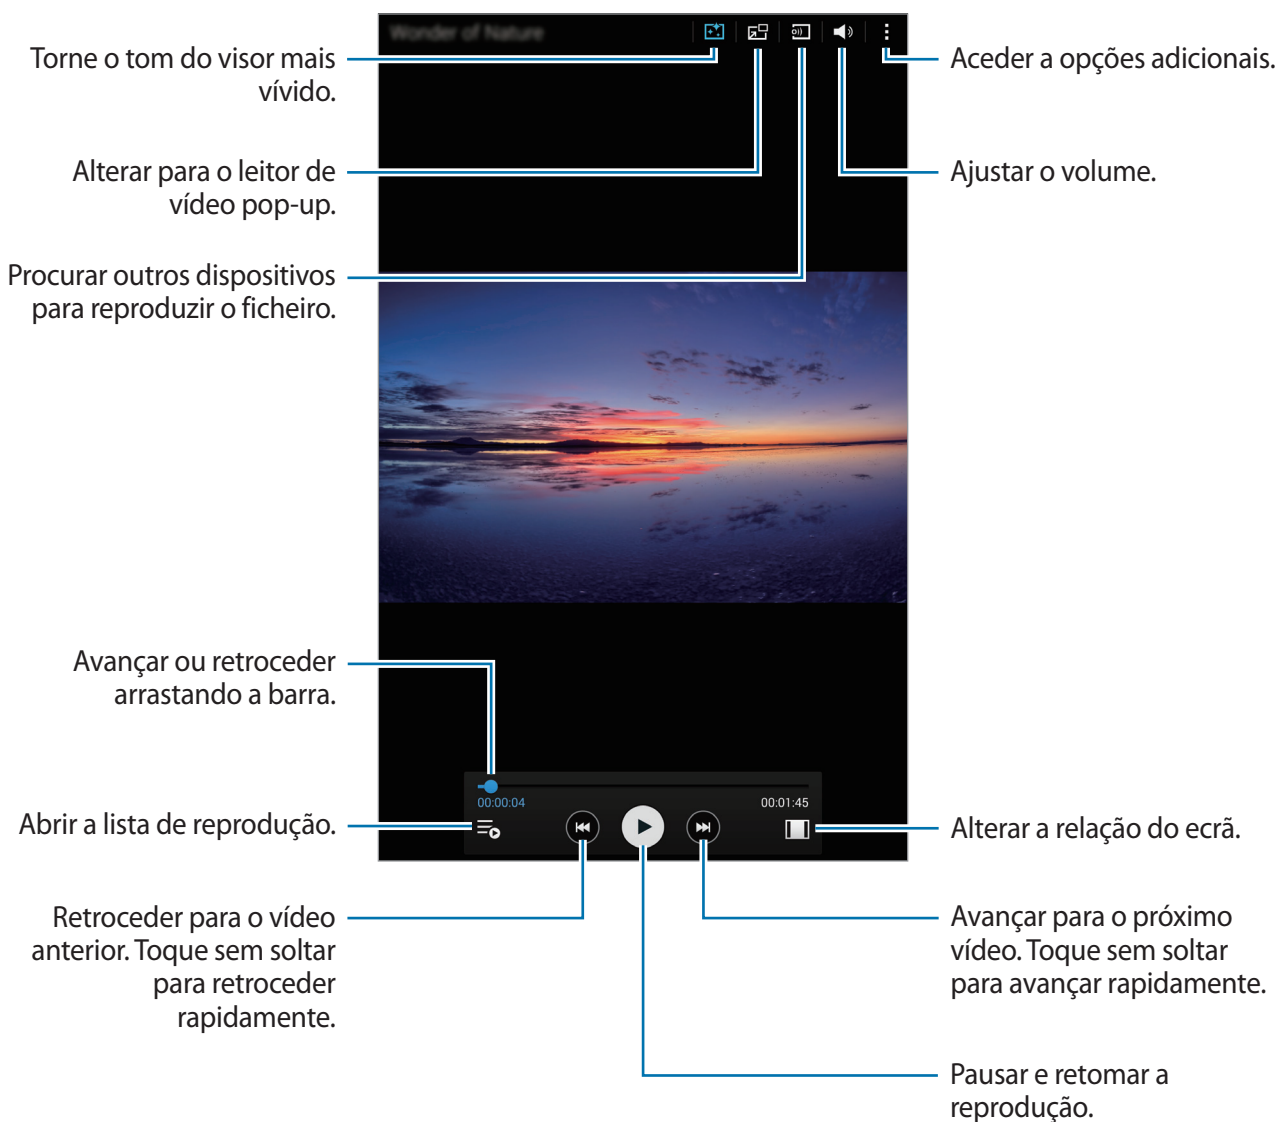 Wonder of Nature
Torne o tom do visor mais
vívido.
Aceder a opções adicionais.
Alterar para o leitor de
vídeo pop-up.
Ajustar o volume.
Procurar outros dispositivos
para reproduzir o ficheiro.
Avançar ou retroceder
arrastando a barra.
00:00:04
00:01:45
Abrir a lista de reprodução.
Alterar a relação do ecrã.
Retroceder para o vídeo
anterior. Toque sem soltar
para retroceder
rapidamente.
Avançar para o próximo
vídeo. Toque sem soltar
para avançar rapidamente.
Pausar e retomar a
reprodução.